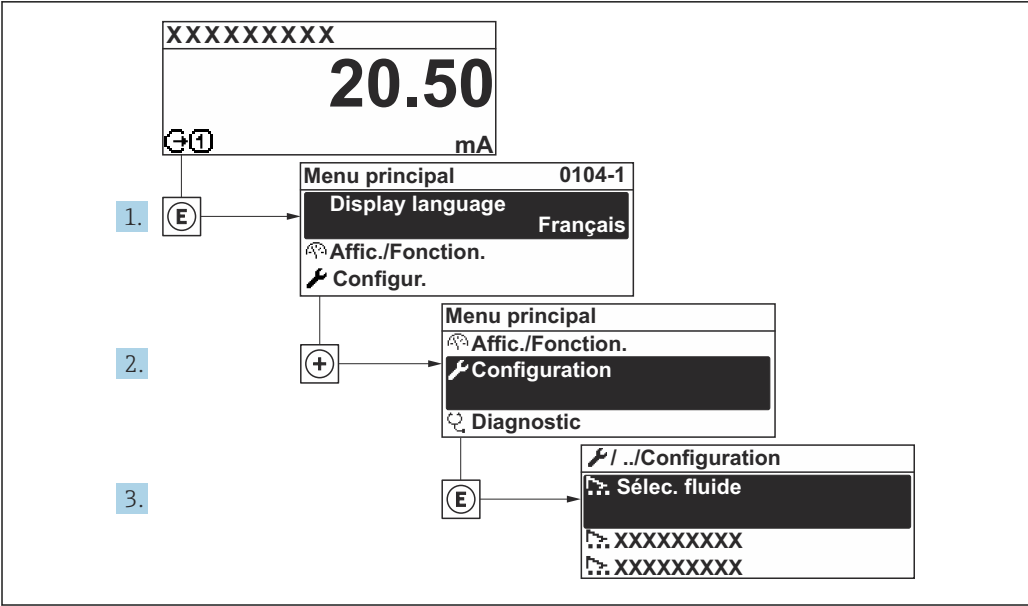 XXXXXXXXX
20.50
1
mA
Menu principal 0104-1
Display language
Français
Affic./Fonction.
Configur.
1.
E
Menu principal
Affic./Fonction.
Configuration
Diagnostic
2.
+
/ ../Configuration
Sélec. fluide
XXXXXXXXX
XXXXXXXXX
3.
E